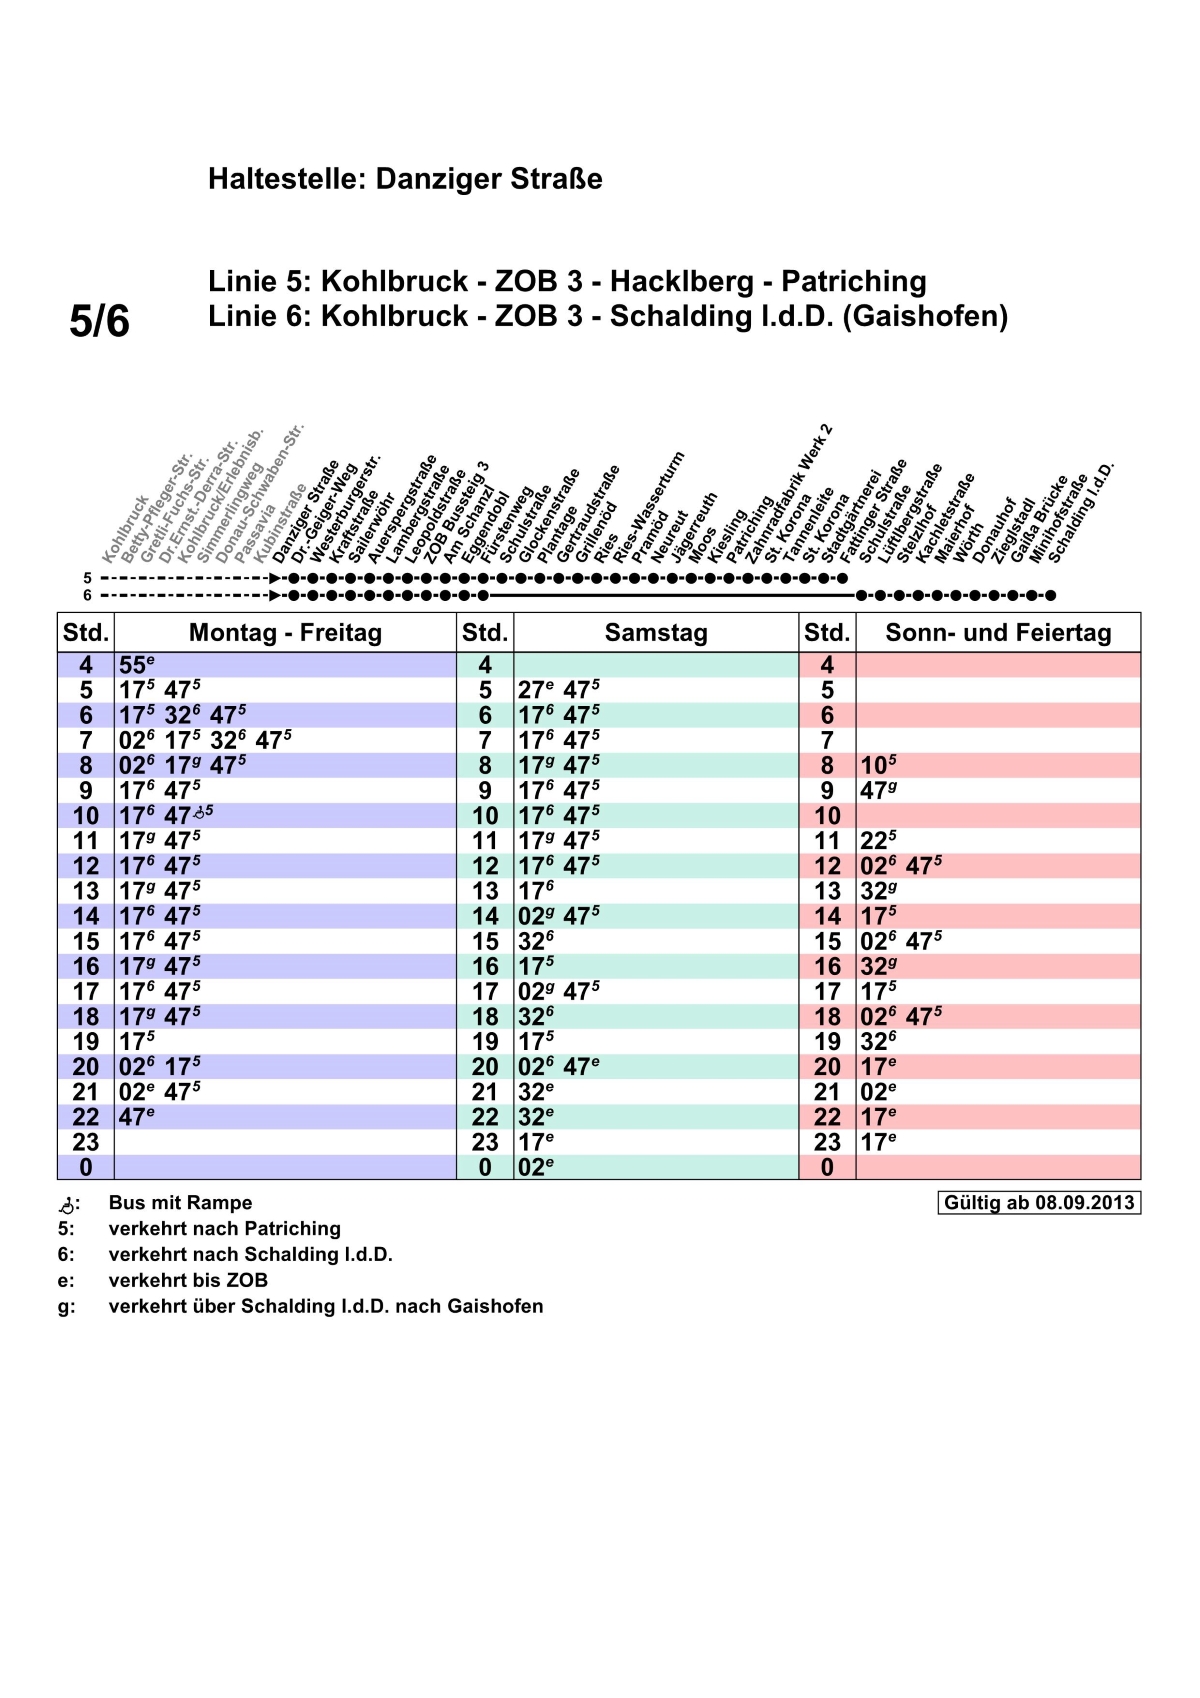 Haltestelle: Danziger Straße
Linie 5: Kohlbruck - ZOB 3 - Hacklberg - Patriching
5/6 Linie 6: Kohlbruck - ZOB 3 - Schalding l.d.D. (Gaishofen)
Kohlbruck
Betty-Pfleger-Str.
Gretli-Fuchs-Str.
Dr.Ernst.-Derra-Str.
Kohlbruck/Erlebnisb.
Simmerlingweg
Donau-Schwaben-Str.
Passavia
Kubinstraße
Danziger Straße
Dr.-Geiger-Weg
Westerburgerstr.
Kraftstraße
Sailerwöhr
Auerspergstraße
Lambergstraße
Leopoldstraße
ZOB Bussteig 3
Am Schanzl
Eggendobl
Fürstenweg
Schulstraße
Glockenstraße
Plantage
Gertraudstraße
Grillenöd
Ries
Ries-Wasserturm
Pramöd
Neureut
Jägerreuth
Moos
Kiesling
Patriching
Zahnradfabrik Werk 2
St. Korona
Tannenleite
St. Korona
Stadtgärtnerei
Fattinger Straße
Schulstraße
Lüftlbergstraße
Stelzlhof
Kachletstraße
Maierhof
Wörth
Donauhof
Zieglstadl
Gaißa Brücke
Minihofstraße
Schalding l.d.D.
5
6
Std. Montag - Freitag Std. Samstag Std. Sonn- und Feiertag
4 55e 4 4
5 175 475 5 27e 475 5
6 175 326 475 6 176 475 6
7 026 175 326 475 7 176 475 7
8 026 17g 475 8 17g 475 8 105
9 176 475 9 176 475 9 47g
10 176 47♿5 10 176 475 10
11 17g 475 11 17g 475 11 225
12 176 475 12 176 475 12 026 475
13 17g 475 13 176 13 32g
14 176 475 14 02g 475 14 175
15 176 475 15 326 15 026 475
16 17g 475 16 175 16 32g
17 176 475 17 02g 475 17 175
18 17g 475 18 326 18 026 475
19 175 19 175 19 326
20 026 175 20 026 47e 20 17e
21 02e 475 21 32e 21 02e
22 47e 22 32e 22 17e
23 23 17e 23 17e
0 0 02e 0
♿: Bus mit Rampe Gültig ab 08.09.2013
5: verkehrt nach Patriching
6: verkehrt nach Schalding l.d.D.
e: verkehrt bis ZOB
g: verkehrt über Schalding l.d.D. nach Gaishofen